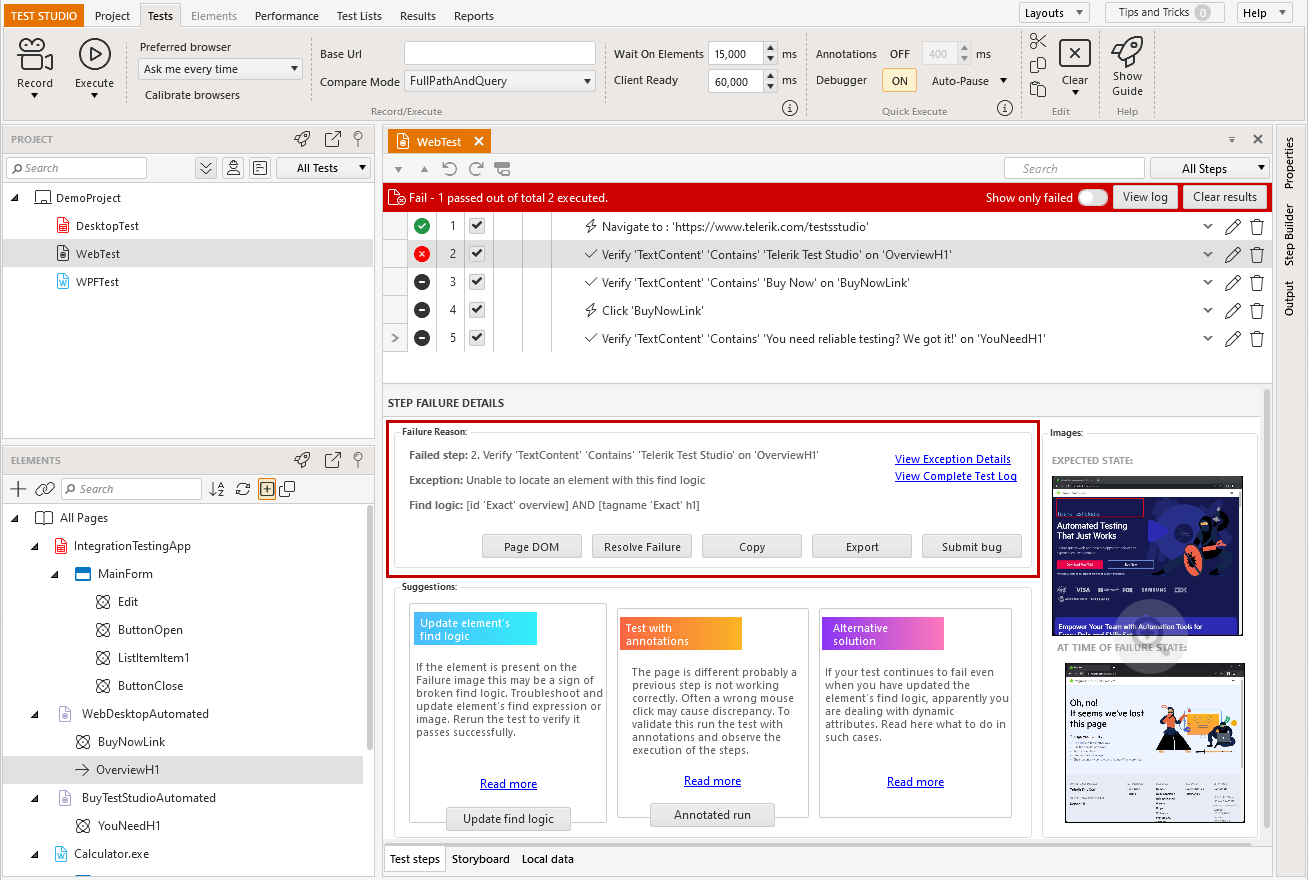 TEST STUDIO Project Tests Elements Performance Test Lists Results Reports Layouts Tips and Tricks 0 Help
Record
Execute
Preferred browser
Ask me every time
Calibrate browsers
Base Url
Compare Mode FullPathAndQuery
Wait On Elements 15,000 ms
Client Ready 60,000 ms
Record/Execute
Annotations OFF 400 ms
Debugger ON Auto-Pause
Quick Execute
Clear
Edit
Show
Guide
Help
PROJECT
Search All Tests
DemoProject
DesktopTest
WebTest
WPFTest
ELEMENTS
Search
All Pages
IntegrationTestingApp
MainForm
Edit
ButtonOpen
ListItemItem1
ButtonClose
WebDesktopAutomated
BuyNowLink
OverviewH1
BuyTestStudioAutomated
YouNeedH1
Calculator.exe
WebTest
Search All Steps
Fail - 1 passed out of total 2 executed. Show only failed View log Clear results
1 Navigate to : 'https://www.telerik.com/testsstudio'
2 Verify 'TextContent' 'Contains' 'Telerik Test Studio' on 'OverviewH1'
3 Verify 'TextContent' 'Contains' 'Buy Now' on 'BuyNowLink'
4 Click 'BuyNowLink'
5 Verify 'TextContent' 'Contains' 'You need reliable testing? We got it!' on 'YouNeedH1'
STEP FAILURE DETAILS
Failure Reason:
Failed step: 2. Verify 'TextContent' 'Contains' 'Telerik Test Studio' on 'OverviewH1'
Exception: Unable to locate an element with this find logic
Find logic: [id 'Exact' overview] AND [tagname 'Exact' h1]
View Exception Details
View Complete Test Log
Page DOM Resolve Failure Copy Export Submit bug
Suggestions:
Update element's
find logic
If the element is present on the
Failure image this may be a sign of
broken find logic. Troubleshoot and
update element's find expression or
image. Rerun the test to verify it
passes successfully.
Read more
Update find logic
Test with
annotations
The page is different probably a
previous step is not working
correctly. Often a wrong mouse
click may cause discrepancy. To
validate this run the test with
annotations and observe the
execution of the steps.
Read more
Annotated run
Alternative
solution
If your test continues to fail even
when you have updated the
element's find logic, apparently you
are dealing with dynamic
attributes. Read here what to do in
such cases.
Read more
Images:
EXPECTED STATE:
Automated Testing
That Just Works
VISA
FOX
SAMSUNG
Empower Your Team with Automation Tools for
AT TIME OF FAILURE STATE:
Oh, no!
It seems we've lost
this page
Test steps Storyboard Local data
Properties
Step Builder
Output